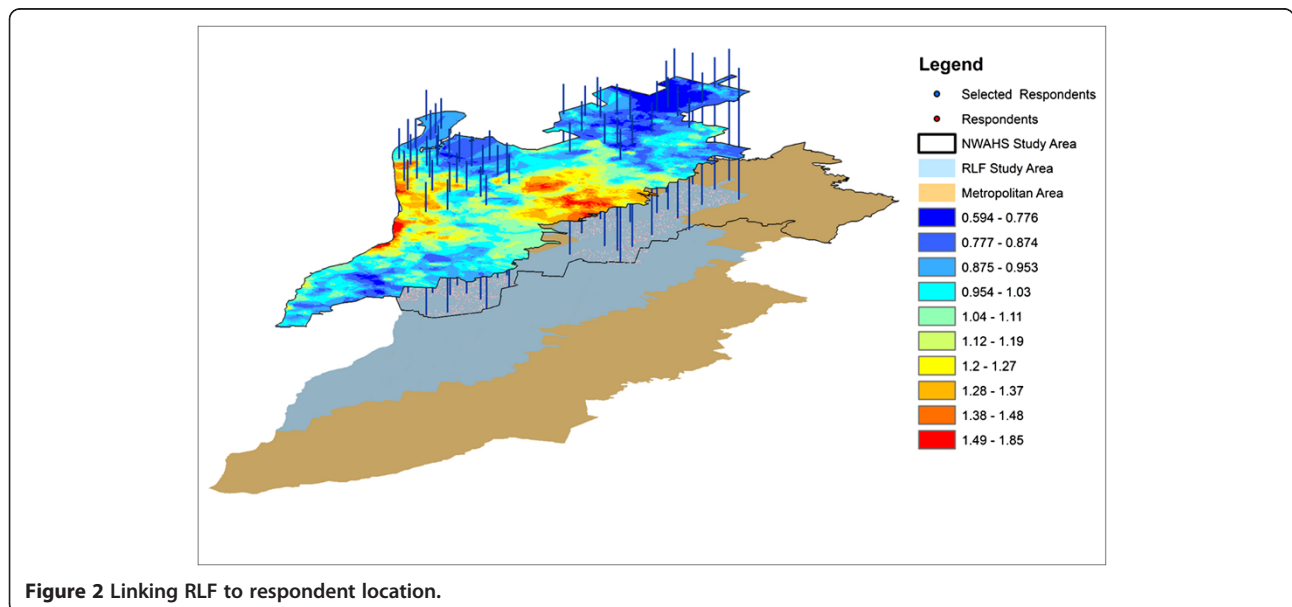 Legend
Selected Respondents
Respondents
NWAHS Study Area
RLF Study Area
Metropolitan Area
0.594 - 0.776
0.777 - 0.874
0.875 - 0.953
0.954 - 1.03
1.04 - 1.11
1.12 - 1.19
1.2 - 1.27
1.28 - 1.37
1.38 - 1.48
1.49 - 1.85
Figure 2 Linking RLF to respondent location.